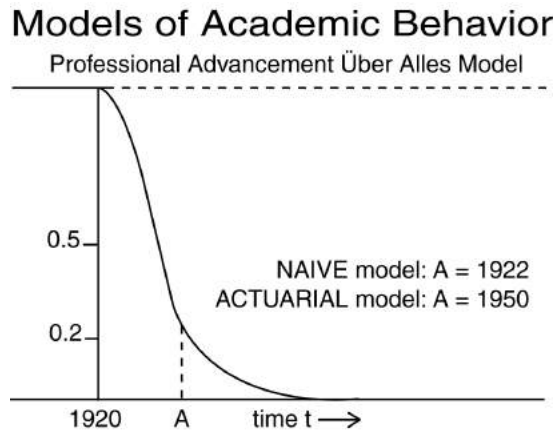 Models of Academic Behavior
Professional Advancement Über Alles Model
0.5
NAIVE model: A = 1922
ACTUARIAL model: A = 1950
0.2
1920 A time t →